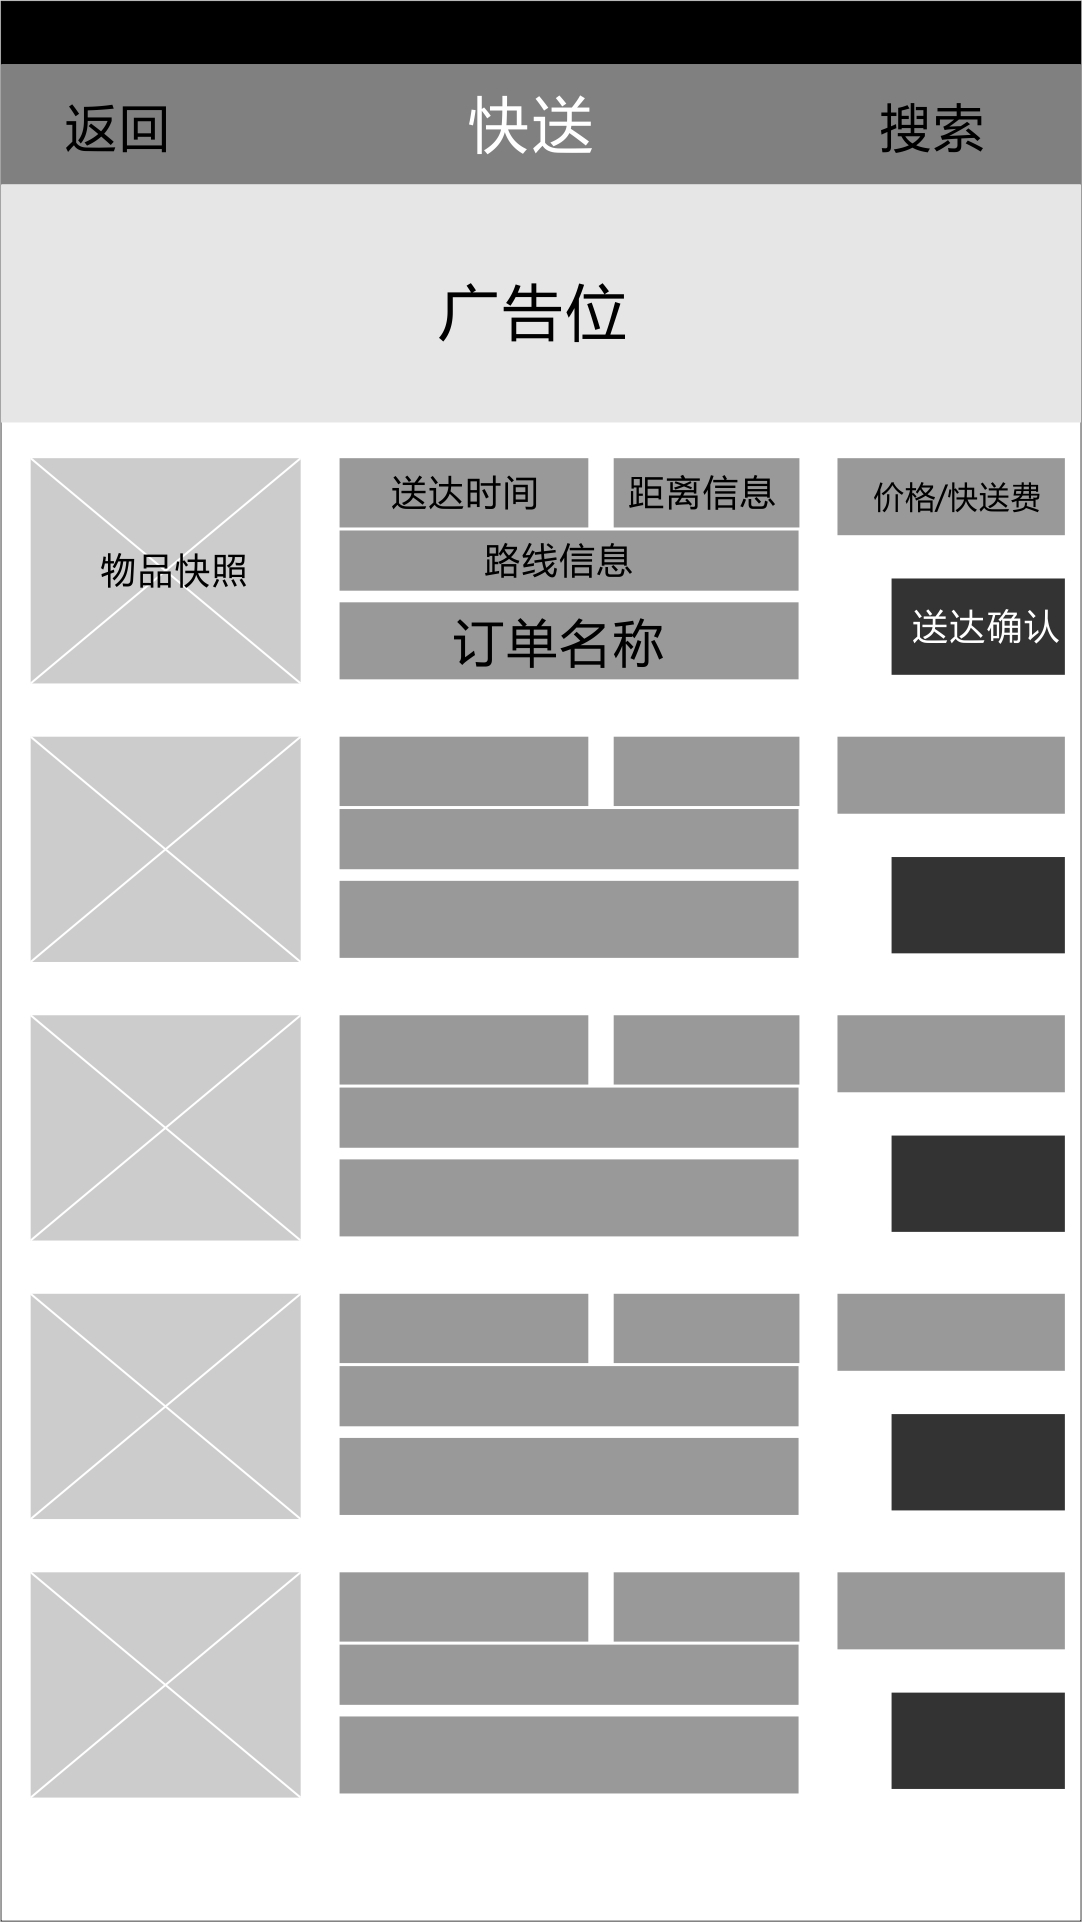 返回 快送 搜索
广告位
送达时间 距离信息 价格/快送费
路线信息
物品快照
订单名称 送达确认